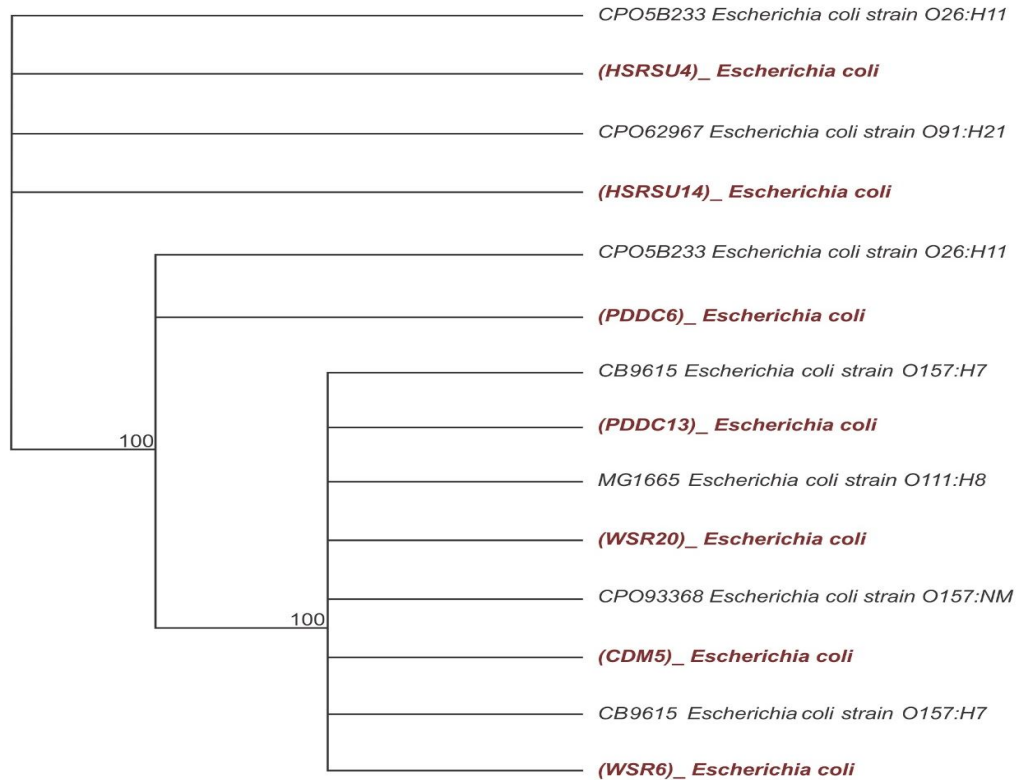 CPO5B233 Escherichia coli strain O26:H11
(HSRSU4)_ Escherichia coli
CPO62967 Escherichia coli strain O91:H21
(HSRSU14)_ Escherichia coli
CPO5B233 Escherichia coli strain O26:H11
(PDDC6)_ Escherichia coli
CB9615 Escherichia coli strain O157:H7
(PDDC13)_ Escherichia coli
100
MG1665 Escherichia coli strain O111:H8
(WSR20)_ Escherichia coli
CPO93368 Escherichia coli strain O157:NM
100
(CDM5)_ Escherichia coli
CB9615 Escherichia coli strain O157:H7
(WSR6)_ Escherichia coli